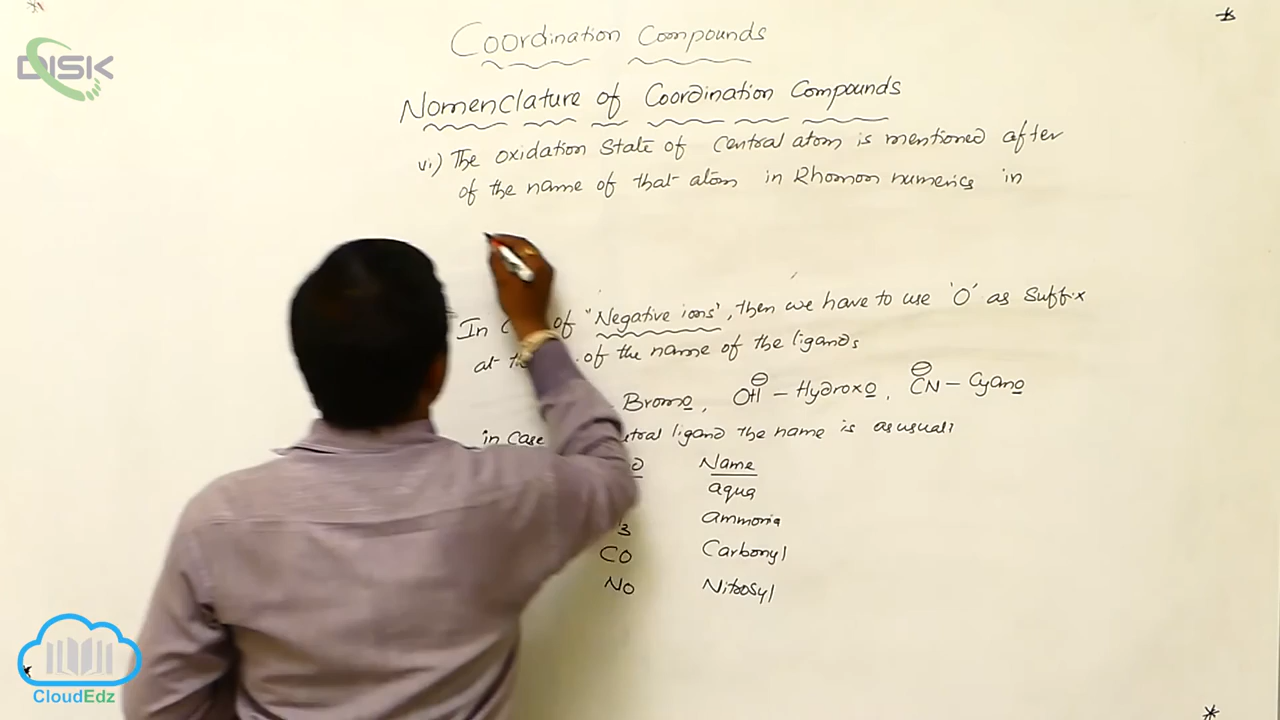 DISK
Coordination Compounds
Nomenclature of Coordination Compounds
vi) The oxidation State of Central atom is mentioned after
of the name of that atom in Rhomon numerics in
In of "Negative ions", then we have to use 'O' as Suffix
at of the name of the ligands
Bromo, OH⊖ - Hydroxo, CN⊖ - Cyano
in case ligand the name is as usual?
Name
aqua
3 ammonia
CO Carbonyl
NO Nitrosyl
CloudEdz